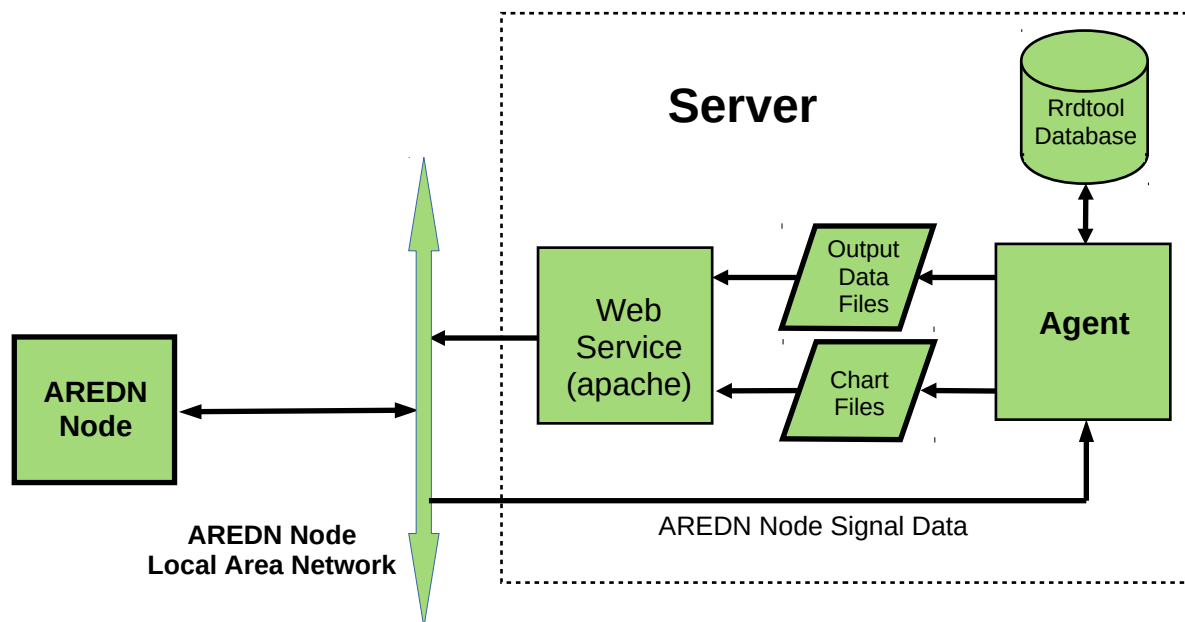 Server
Rrdtool
Database
Output
Data
Files
Web
Service
(apache)
Agent
AREDN
Node
Chart
Files
AREDN Node Signal Data
AREDN Node
Local Area Network